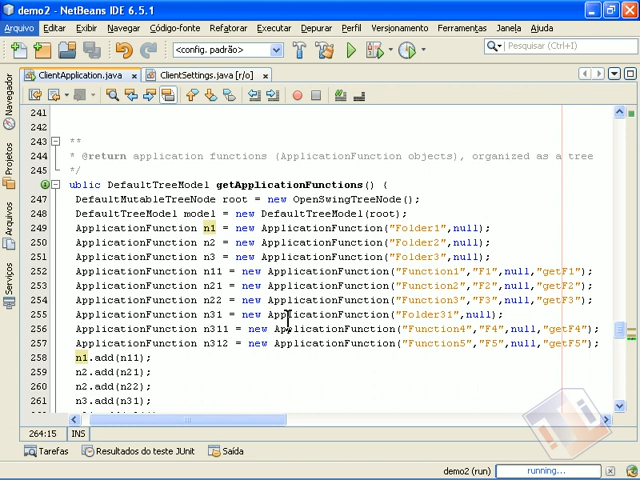 demo2 - NetBeans IDE 6.5.1
Arquivo Editar Exibir Navegar Código-fonte Refatorar Executar Depurar Perfil Versionamento Ferramentas Janela Ajuda
<config. padrão> Pesquisar (Ctrl+I)
ClientApplication.java ClientSettings.java [r/o]
Navegador
Projetos
Arquivos
Serviços
241
242
243 **
244 * @return application functions (ApplicationFunction objects), organized as a tree
245 */
ublic DefaultTreeModel getApplicationFunctions() {
247 DefaultMutableTreeNode root = new OpenSwingTreeNode();
248 DefaultTreeModel model = new DefaultTreeModel(root);
249 ApplicationFunction n1 = new ApplicationFunction("Folder1",null);
250 ApplicationFunction n2 = new ApplicationFunction("Folder2",null);
251 ApplicationFunction n3 = new ApplicationFunction("Folder3",null);
252 ApplicationFunction n11 = new ApplicationFunction("Function1","F1",null,"getF1");
253 ApplicationFunction n21 = new ApplicationFunction("Function2","F2",null,"getF2");
254 ApplicationFunction n22 = new ApplicationFunction("Function3","F3",null,"getF3");
255 ApplicationFunction n31 = new ApplicationFunction("Folder31",null);
256 ApplicationFunction n311 = new ApplicationFunction("Function4","F4",null,"getF4");
257 ApplicationFunction n312 = new ApplicationFunction("Function5","F5",null,"getF5");
258 n1.add(n11);
259 n2.add(n21);
260 n2.add(n22);
261 n3.add(n31);
264:15 INS
Tarefas Resultados do teste JUnit Saída
demo2 (run) running...